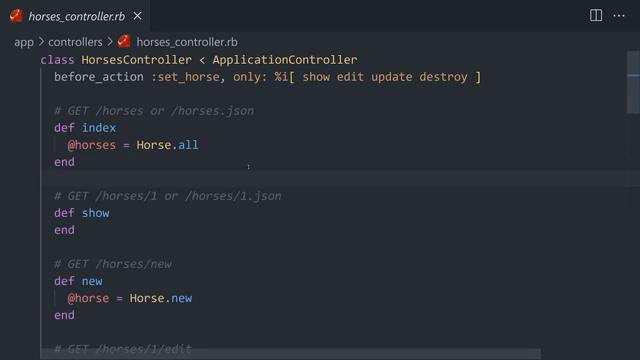 horses_controller.rb
app > controllers > horses_controller.rb
class HorsesController < ApplicationController
before_action :set_horse, only: %i[ show edit update destroy ]
# GET /horses or /horses.json
def index
@horses = Horse.all
end
# GET /horses/1 or /horses/1.json
def show
end
# GET /horses/new
def new
@horse = Horse.new
end
# GET /horses/1/edit